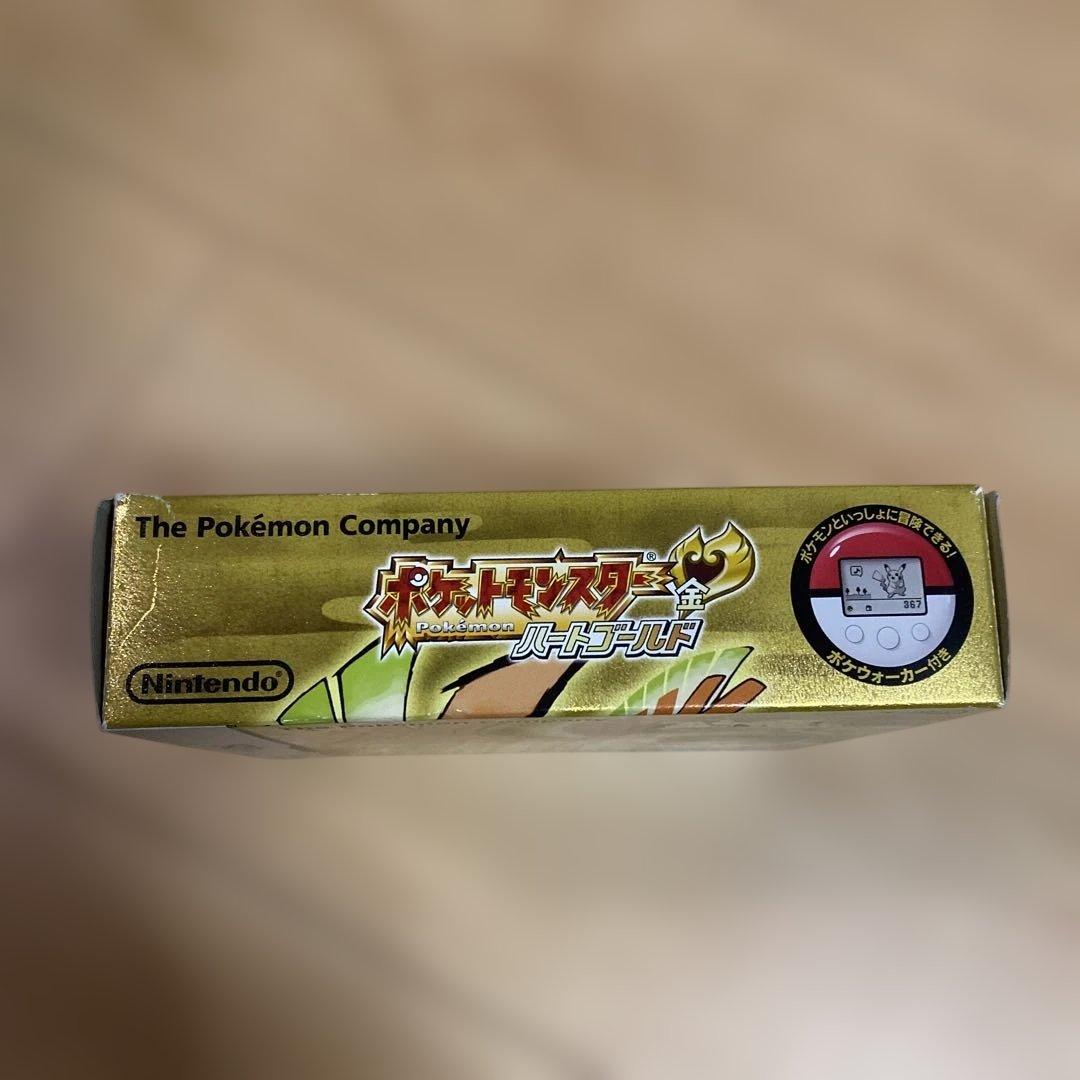 The Pokémon Company
ポケットモンスター®
Pokémon
金
ハートゴールド
Nintendo®
ポケモンといっしょに冒険できる!
367
ポケウォーカー付き